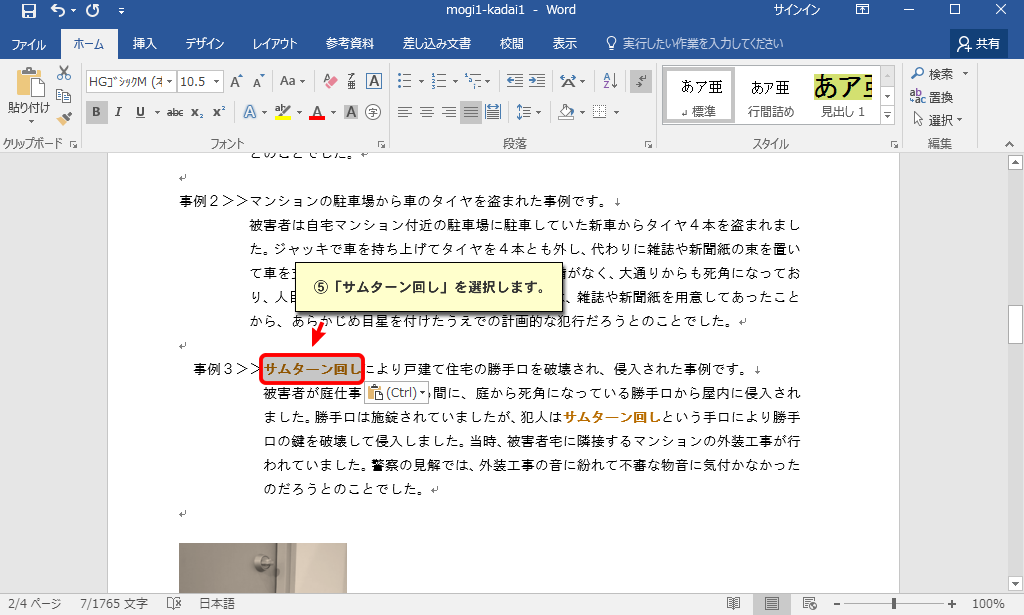 mogi1-kadai1 - Word
サインイン
ファイル ホーム 挿入 デザイン レイアウト 参考資料 差し込み文書 校閲 表示 実行したい作業を入力してください 共有
貼り付け
HGｺﾞｼｯｸM (ﾎ 10.5
標準
行間詰め
見出し 1
検索
置換
選択
クリップボード フォント 段落 スタイル 編集
とのことでした。
事例２＞＞マンションの駐車場から車のタイヤを盗まれた事例です。↓
被害者は自宅マンション付近の駐車場に駐車していた新車からタイヤ４本を盗まれまし
た。ジャッキで車を持ち上げてタイヤを４本とも外し、代わりに雑誌や新聞紙の束を置い
て車を
がなく、大通りからも死角になってお
り、人目
、雑誌や新聞紙を用意してあったこと
から、あらかじめ目星を付けたうえでの計画的な犯行だろうとのことでした。
⑤「サムターン回し」を選択します。
事例３＞＞サムターン回しにより戸建て住宅の勝手口を破壊され、侵入された事例です。↓
被害者が庭仕事
(Ctrl)
間に、庭から死角になっている勝手口から屋内に侵入され
ました。勝手口は施錠されていましたが、犯人はサムターン回しという手口により勝手
口の鍵を破壊して侵入しました。当時、被害者宅に隣接するマンションの外装工事が行
われていました。警察の見解では、外装工事の音に紛れて不審な物音に気付かなかった
のだろうとのことでした。
2/4 ページ 7/1765 文字 日本語 100%